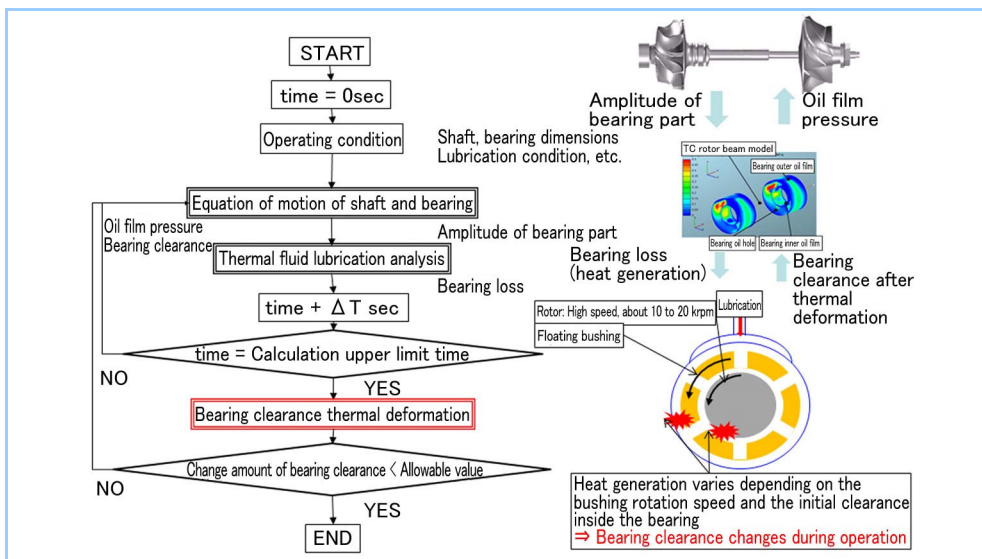 START
time = 0sec
Operating condition
Shaft, bearing dimensions
Lubrication condition, etc.
Equation of motion of shaft and bearing
Oil film pressure
Bearing clearance
Amplitude of bearing part
Thermal fluid lubrication analysis
Bearing loss
time + ΔT sec
time = Calculation upper limit time
NO
YES
Bearing clearance thermal deformation
Change amount of bearing clearance < Allowable value
NO
YES
END
Amplitude of
bearing part
Oil film
pressure
TC rotor beam model
Bearing outer oil film
Bearing oil hole
Bearing inner oil film
Bearing loss
(heat generation)
Bearing
clearance after
thermal
deformation
Rotor: High speed, about 10 to 20 krpm
Lubrication
Floating bushing
Heat generation varies depending on the
bushing rotation speed and the initial clearance
inside the bearing
⇒ Bearing clearance changes during operation